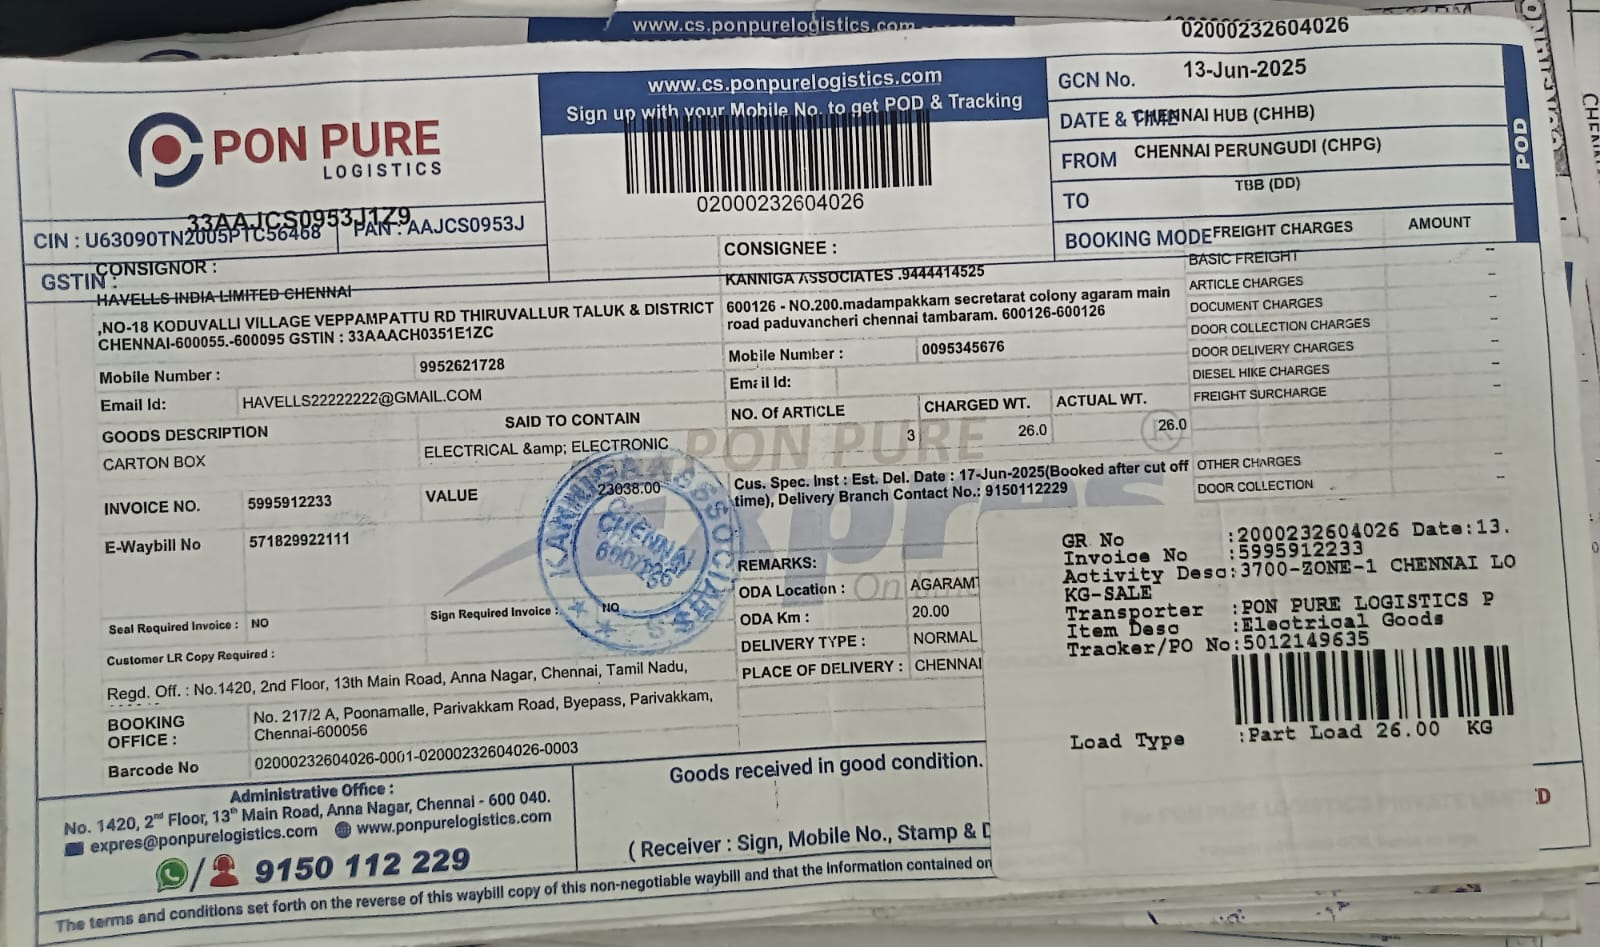 www.cs.ponpurelogistics.com
02000232604026
www.cs.ponpurelogistics.com
Sign up with your Mobile No. to get POD & Tracking
02000232604026
PON PURE
LOGISTICS
33AAJCS0953J1Z9
CIN : U63090TN2005PTC56468 PAN : AAJCS0953J
GSTIN :
GCN No. 13-Jun-2025
DATE & TIME CHENNAI HUB (CHHB)
FROM CHENNAI PERUNGUDI (CHPG)
TO TBB (DD)
BOOKING MODE
POD
CONSIGNOR :
HAVELLS INDIA LIMITED CHENNAI
,NO-18 KODUVALLI VILLAGE VEPPAMPATTU RD THIRUVALLUR TALUK & DISTRICT
CHENNAI-600055.-600095 GSTIN : 33AAACH0351E1ZC
Mobile Number : 9952621728
Email Id: HAVELLS22222222@GMAIL.COM
CONSIGNEE :
KANNIGA ASSOCIATES .9444414525
600126 - NO.200.madampakkam secretarat colony agaram main
road paduvancheri chennai tambaram. 600126-600126
Mobile Number : 0095345676
Email Id:
FREIGHT CHARGES AMOUNT
BASIC FREIGHT --
ARTICLE CHARGES --
DOCUMENT CHARGES --
DOOR COLLECTION CHARGES --
DOOR DELIVERY CHARGES --
DIESEL HIKE CHARGES --
FREIGHT SURCHARGE --
OTHER CHARGES --
DOOR COLLECTION --
GOODS DESCRIPTION SAID TO CONTAIN NO. Of ARTICLE CHARGED WT. ACTUAL WT.
CARTON BOX ELECTRICAL &amp; ELECTRONIC 3 26.0 26.0
PON PURE
Expres
INVOICE NO. 5995912233 VALUE 23038.00
Cus. Spec. Inst : Est. Del. Date : 17-Jun-2025(Booked after cut off
time), Delivery Branch Contact No.: 9150112229
E-Waybill No 571829922111
KANNIGA ASSOCIATES
CHENNAI
600126
REMARKS:
ODA Location : AGARAMT
ODA Km : 20.00
DELIVERY TYPE : NORMAL
PLACE OF DELIVERY : CHENNAI
Seal Required Invoice : NO Sign Required Invoice : NO
Customer LR Copy Required :
Regd. Off. : No.1420, 2nd Floor, 13th Main Road, Anna Nagar, Chennai, Tamil Nadu,
BOOKING OFFICE : No. 217/2 A, Poonamalle, Parivakkam Road, Byepass, Parivakkam,
Chennai-600056
Barcode No 02000232604026-0001-02000232604026-0003
GR No :2000232604026 Date:13.
Invoice No :5995912233
Activity Desc:3700-ZONE-1 CHENNAI LO
KG-SALE
Transporter :PON PURE LOGISTICS P
Item Desc :Electrical Goods
Tracker/PO No:5012149635
Load Type :Part Load 26.00 KG
Administrative Office :
No. 1420, 2nd Floor, 13th Main Road, Anna Nagar, Chennai - 600 040.
expres@ponpurelogistics.com www.ponpurelogistics.com
9150 112 229
Goods received in good condition.
( Receiver : Sign, Mobile No., Stamp & D
The terms and conditions set forth on the reverse of this waybill copy of this non-negotiable waybill and that the information contained on